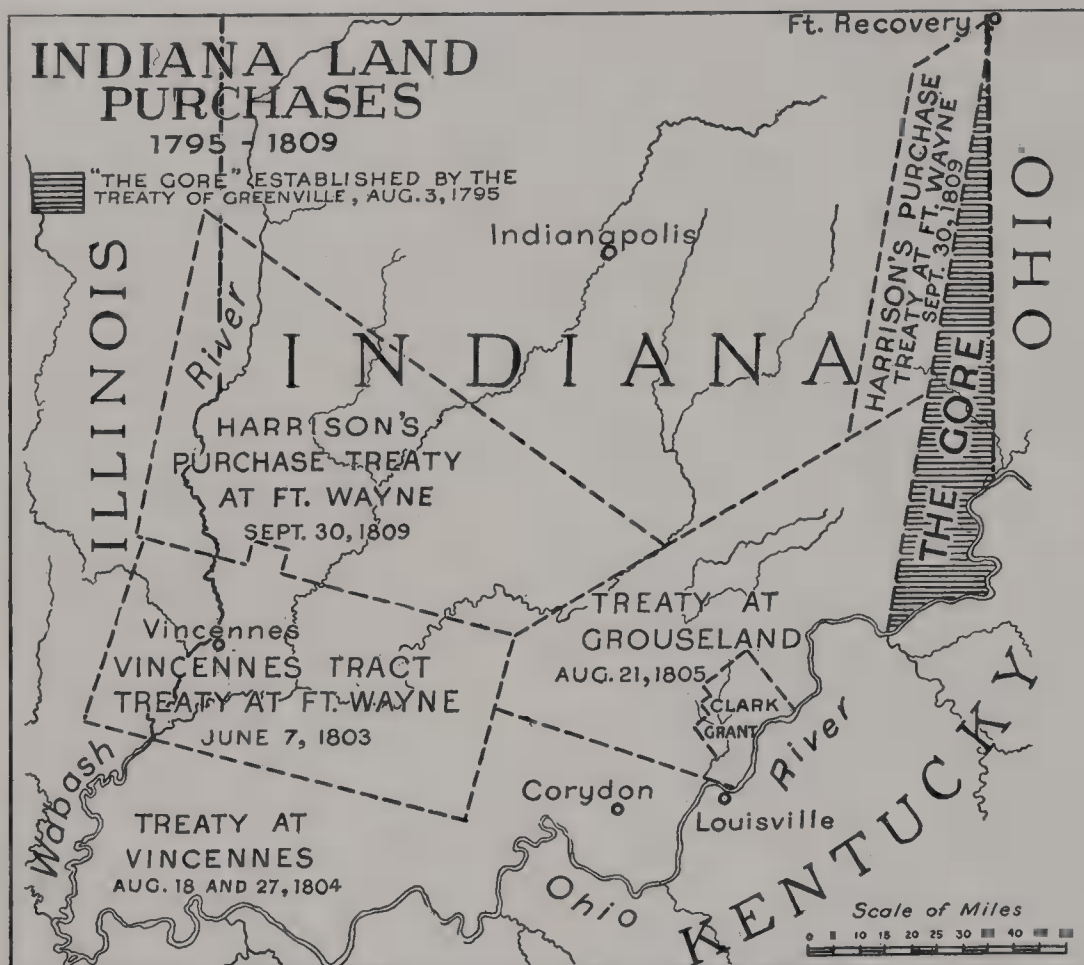 INDIANA LAND
PURCHASES
1795 - 1809
"THE GORE" ESTABLISHED BY THE
TREATY OF GREENVILLE, AUG. 3, 1795
Ft. Recovery
HARRISON'S PURCHASE
TREATY AT FT. WAYNE
SEPT. 30, 1809
OHIO
ILLINOIS
Indianapolis
River
INDIANA
HARRISON'S
PURCHASE TREATY
AT FT. WAYNE
SEPT. 30, 1809
THE GORE
Vincennes
VINCENNES TRACT
TREATY AT FT. WAYNE
JUNE 7, 1803
TREATY AT
GROUSELAND
AUG. 21, 1805
CLARK
GRANT
River
KENTUCKY
Wabash
Corydon
Louisville
TREATY AT
VINCENNES
AUG. 18 AND 27, 1804
Ohio
Scale of Miles
0 5 10 15 20 25 30 40